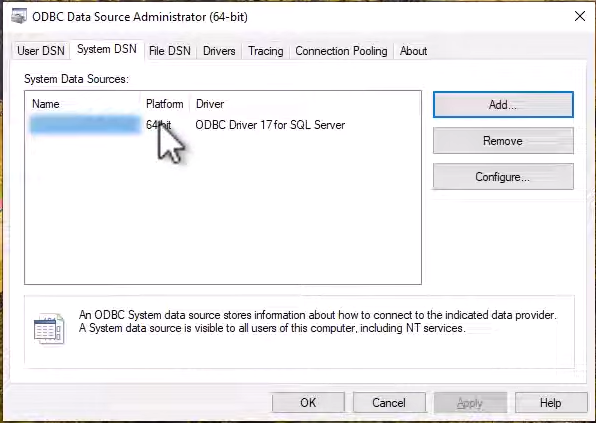 ODBC Data Source Administrator (64-bit)
User DSN System DSN File DSN Drivers Tracing Connection Pooling About
System Data Sources:
Name Platform Driver
64-bit ODBC Driver 17 for SQL Server
Add...
Remove
Configure...
An ODBC System data source stores information about how to connect to the indicated data provider.
A System data source is visible to all users of this computer, including NT services.
OK Cancel Apply Help